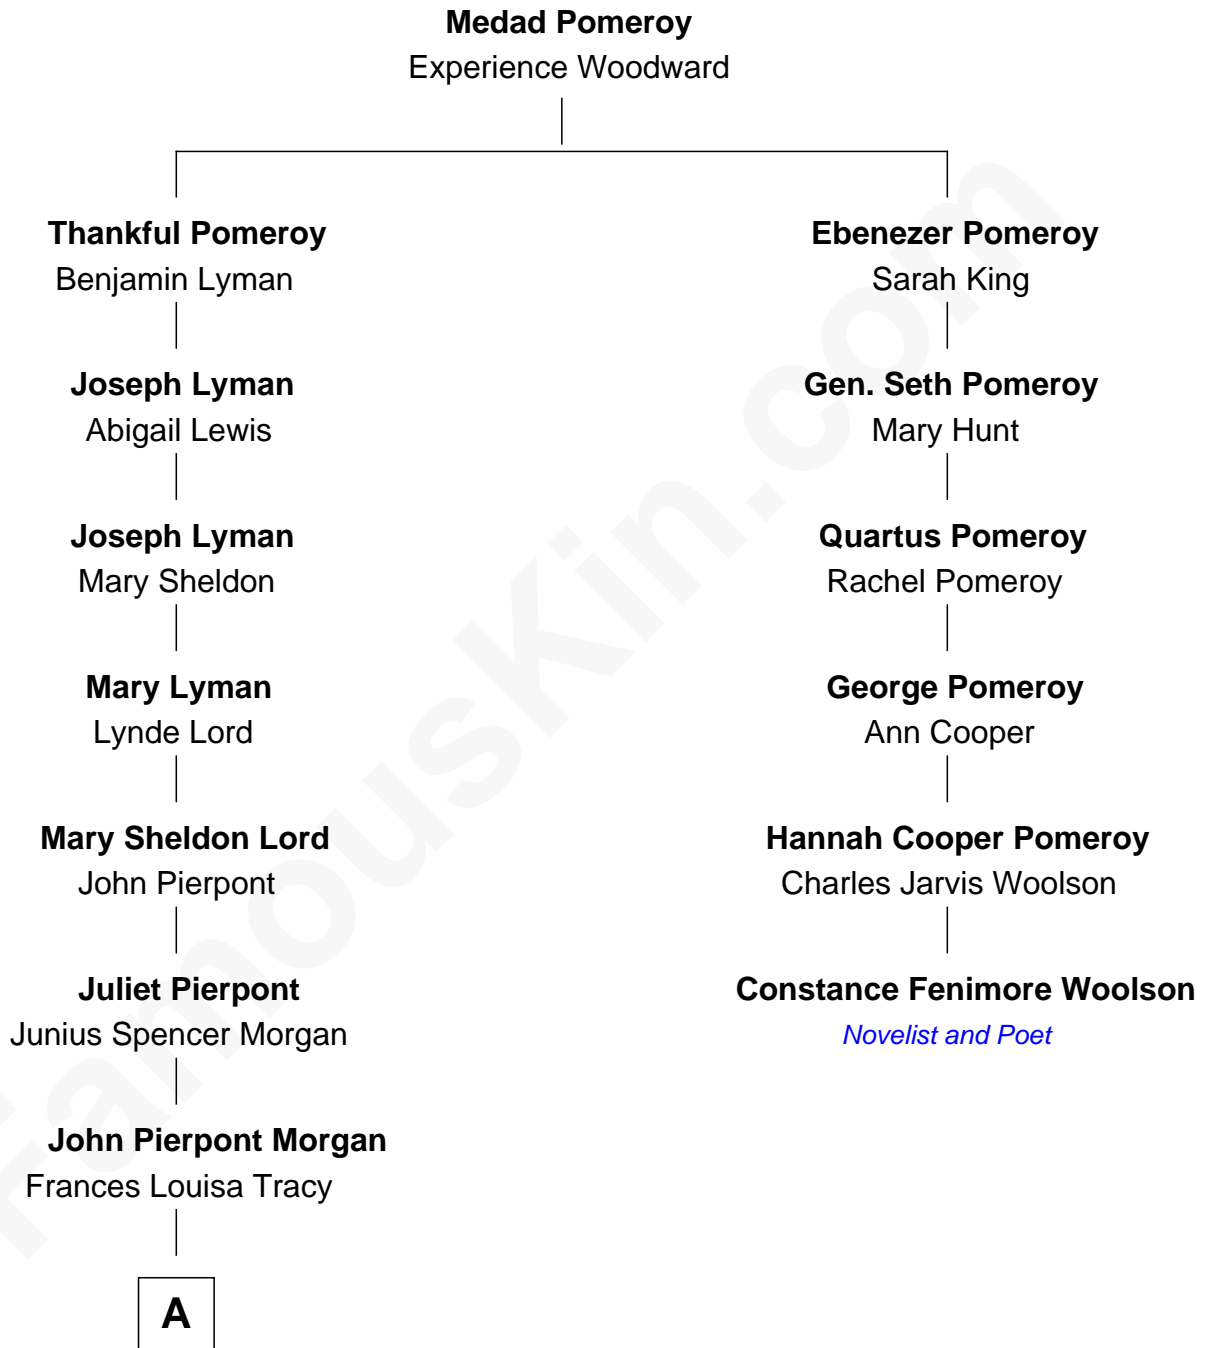 Medad Pomeroy
Experience Woodward
Thankful Pomeroy
Benjamin Lyman
Joseph Lyman
Abigail Lewis
Joseph Lyman
Mary Sheldon
Mary Lyman
Lynde Lord
Mary Sheldon Lord
John Pierpont
Juliet Pierpont
Junius Spencer Morgan
John Pierpont Morgan
Frances Louisa Tracy
A
Ebenezer Pomeroy
Sarah King
Gen. Seth Pomeroy
Mary Hunt
Quartus Pomeroy
Rachel Pomeroy
George Pomeroy
Ann Cooper
Hannah Cooper Pomeroy
Charles Jarvis Woolson
Constance Fenimore Woolson
Novelist and Poet
FamousKin.com